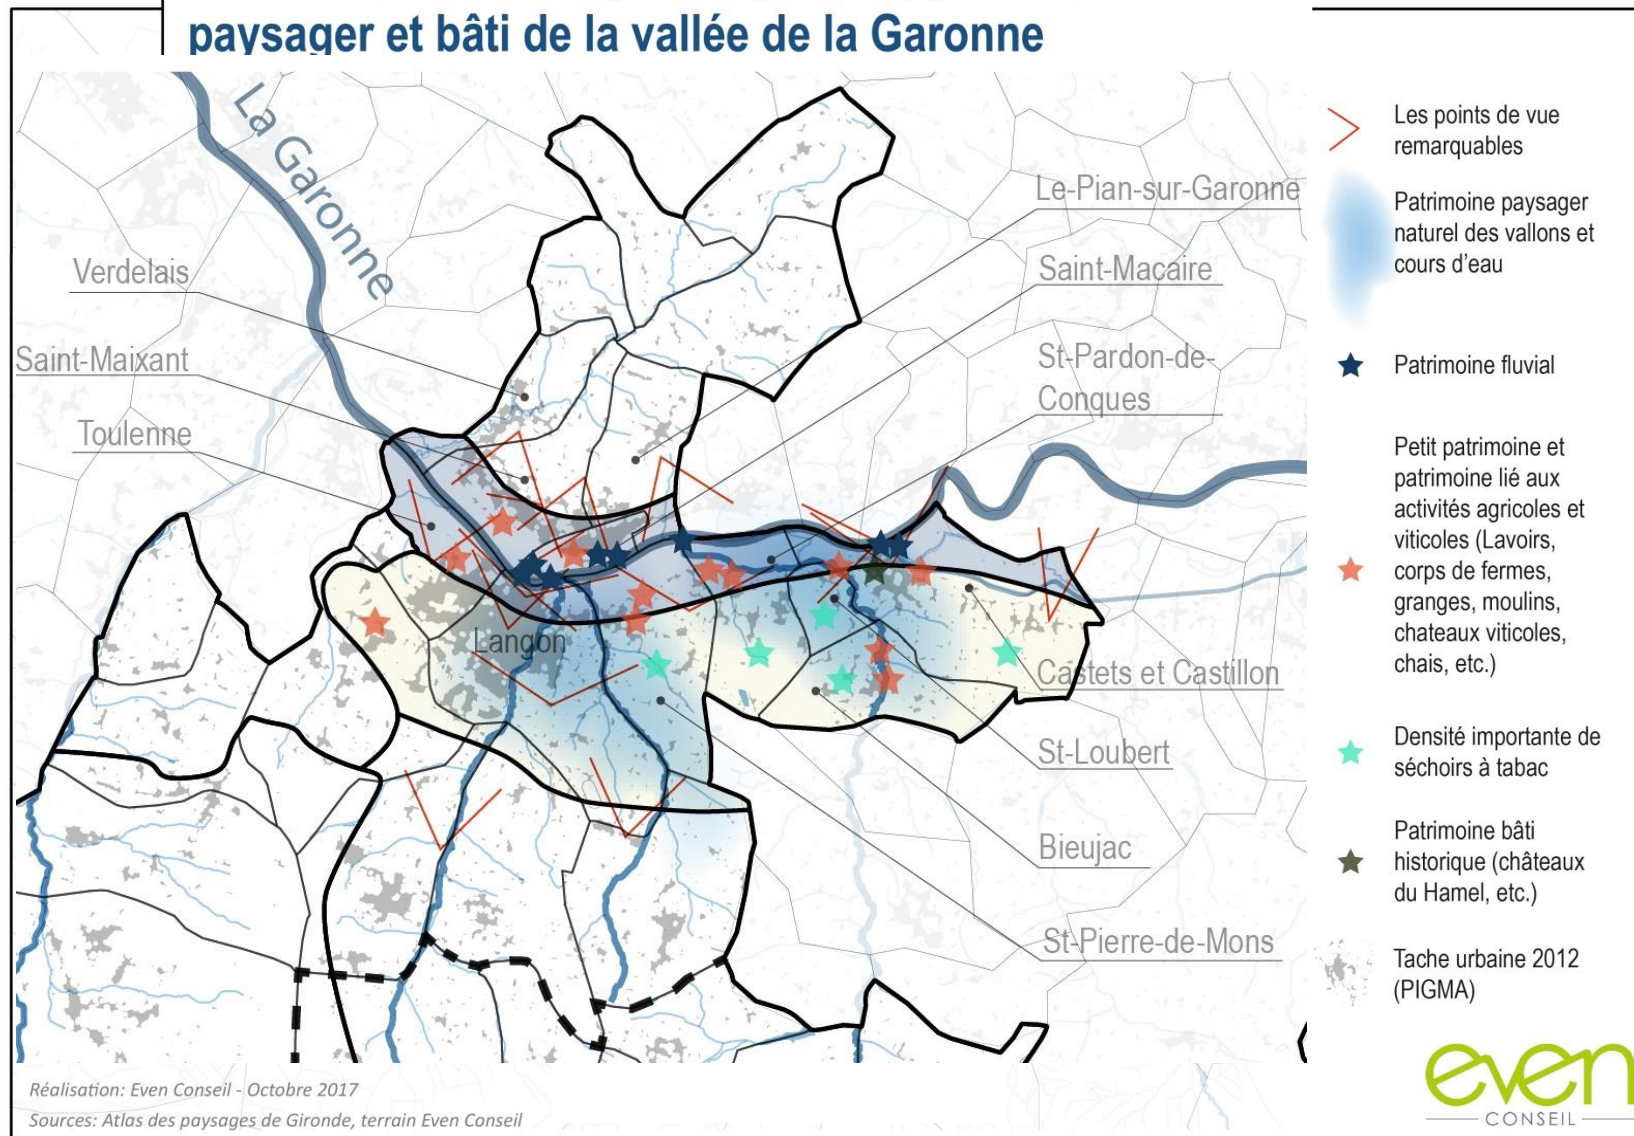 paysager et bâti de la vallée de la Garonne
La Garonne
Verdelais
Saint-Maixant
Toulenne
Le-Pian-sur-Garonne
Saint-Macaire
St-Pardon-de-
Conques
Langon
Castets et Castillon
St-Loubert
Bieujac
St-Pierre-de-Mons
Les points de vue
remarquables
Patrimoine paysager
naturel des vallons et
cours d'eau
Patrimoine fluvial
Petit patrimoine et
patrimoine lié aux
activités agricoles et
viticoles (Lavoirs,
corps de fermes,
granges, moulins,
chateaux viticoles,
chais, etc.)
Densité importante de
séchoirs à tabac
Patrimoine bâti
historique (châteaux
du Hamel, etc.)
Tache urbaine 2012
(PIGMA)
Réalisation: Even Conseil - Octobre 2017
Sources: Atlas des paysages de Gironde, terrain Even Conseil
even
CONSEIL